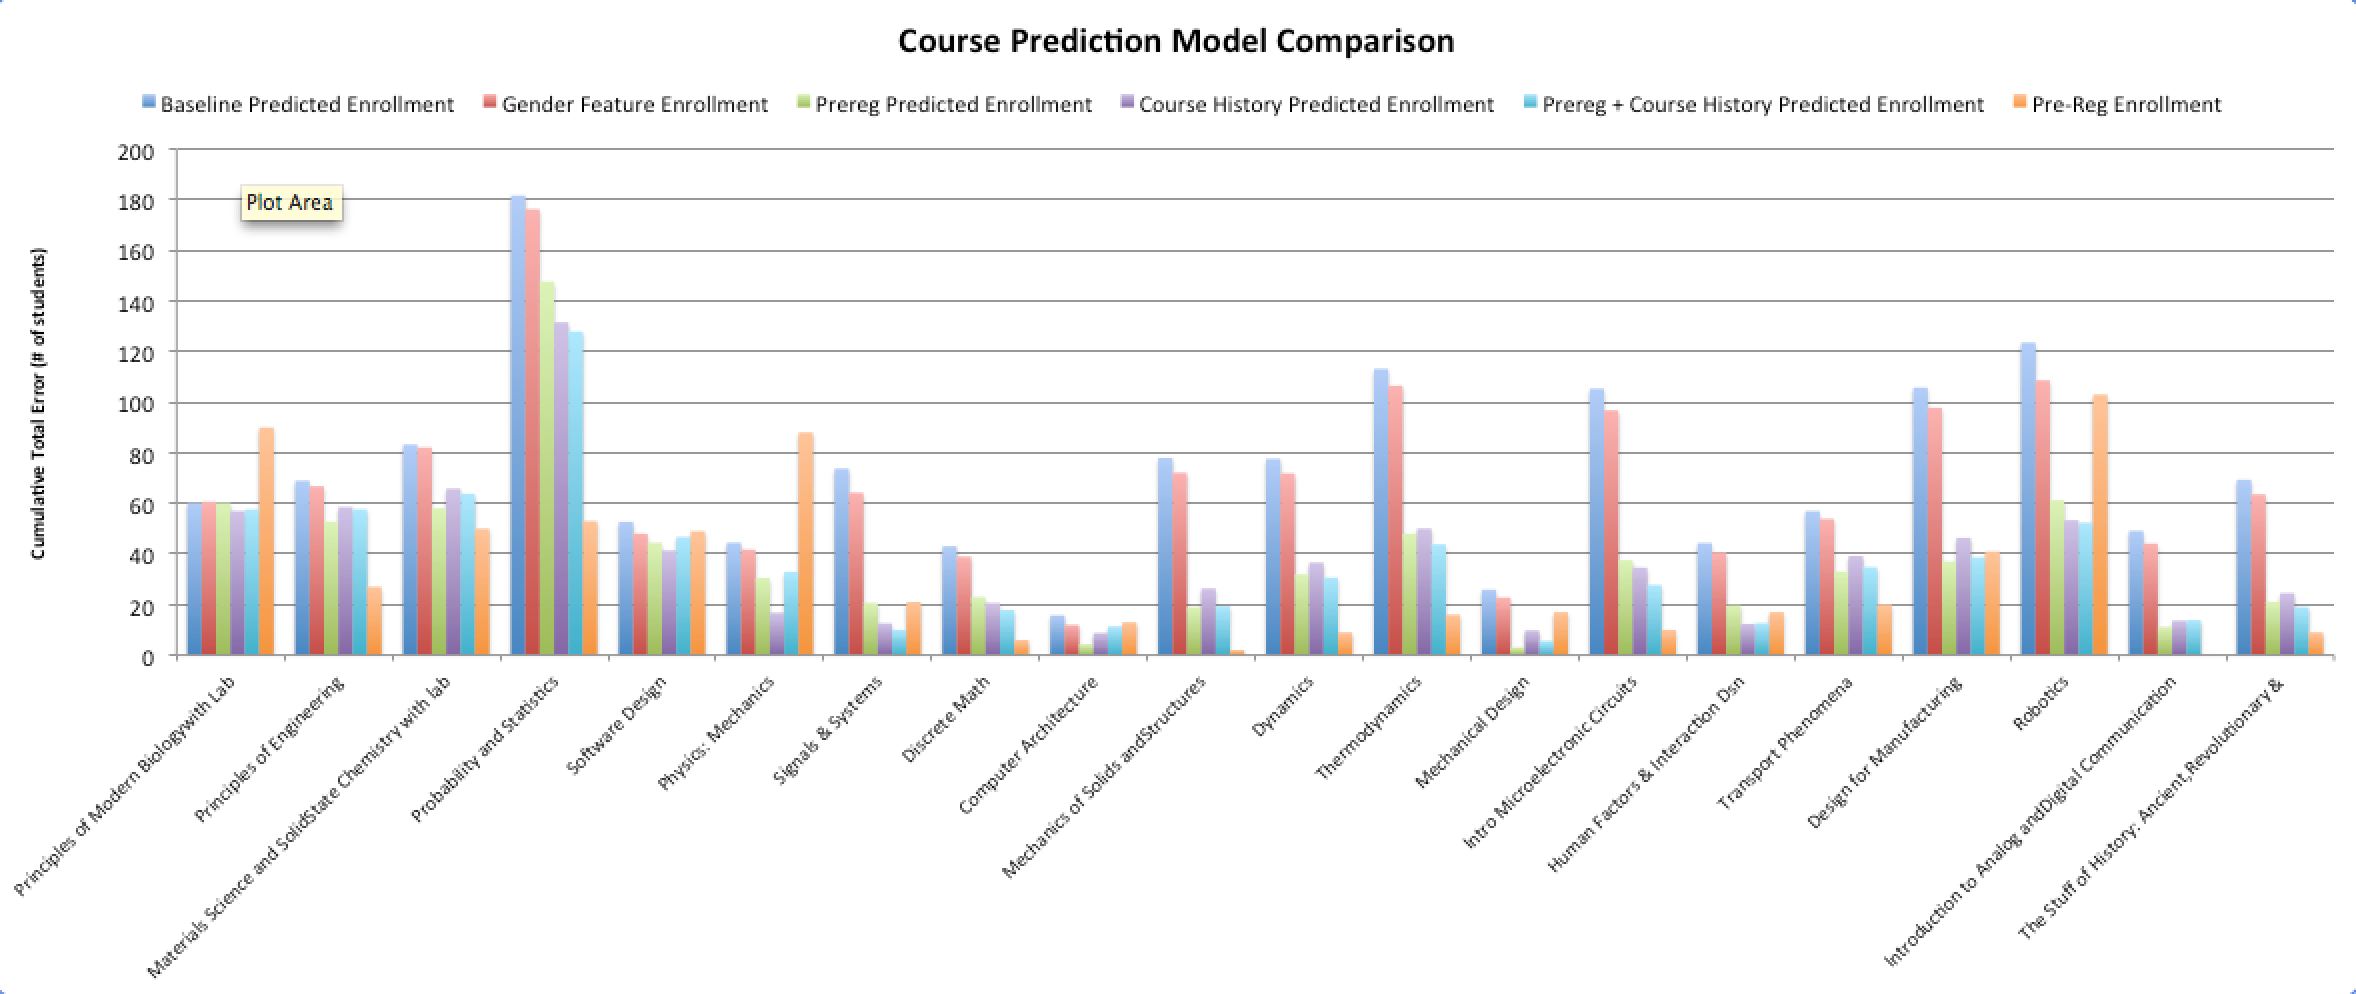 Course Prediction Model Comparison
Baseline Predicted Enrollment
Gender Feature Enrollment
Prereg Predicted Enrollment
Course History Predicted Enrollment
Prereg + Course History Predicted Enrollment
Pre-Reg Enrollment
Cumulative Total Error (# of students)
200
180
160
140
120
100
80
60
40
20
0
Plot Area
Principles of Modern Biologywith Lab
Principles of Engineering
Materials Science and SolidState Chemistry with lab
Probability and Statistics
Software Design
Physics: Mechanics
Signals & Systems
Discrete Math
Computer Architecture
Mechanics of Solids andStructures
Dynamics
Thermodynamics
Mechanical Design
Intro Microelectronic Circuits
Human Factors & Interaction Dsn
Transport Phenomena
Design for Manufacturing
Robotics
Introduction to Analog andDigital Communication
The Stuff of History: Ancient, Revolutionary &